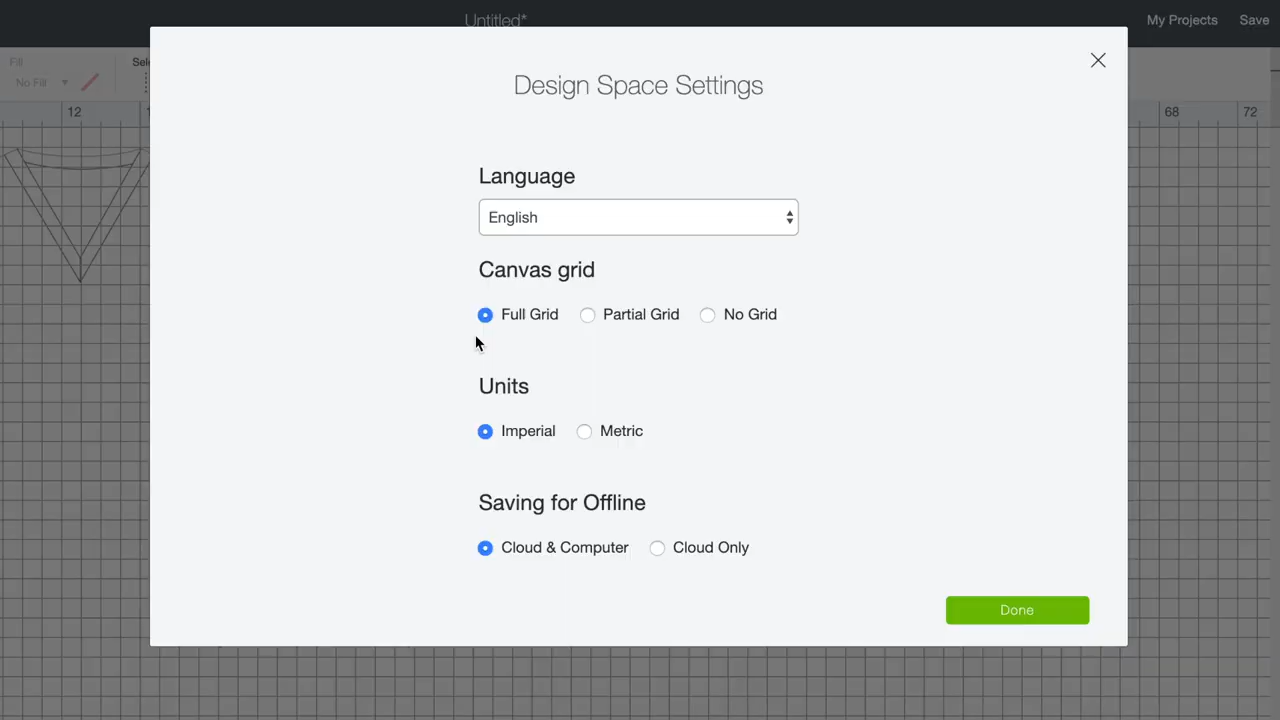 Untitled*
My Projects
Save
Fill
No Fill
12
68
72
Design Space Settings
Language
English
Canvas grid
Full Grid
Partial Grid
No Grid
Units
Imperial
Metric
Saving for Offline
Cloud & Computer
Cloud Only
Done